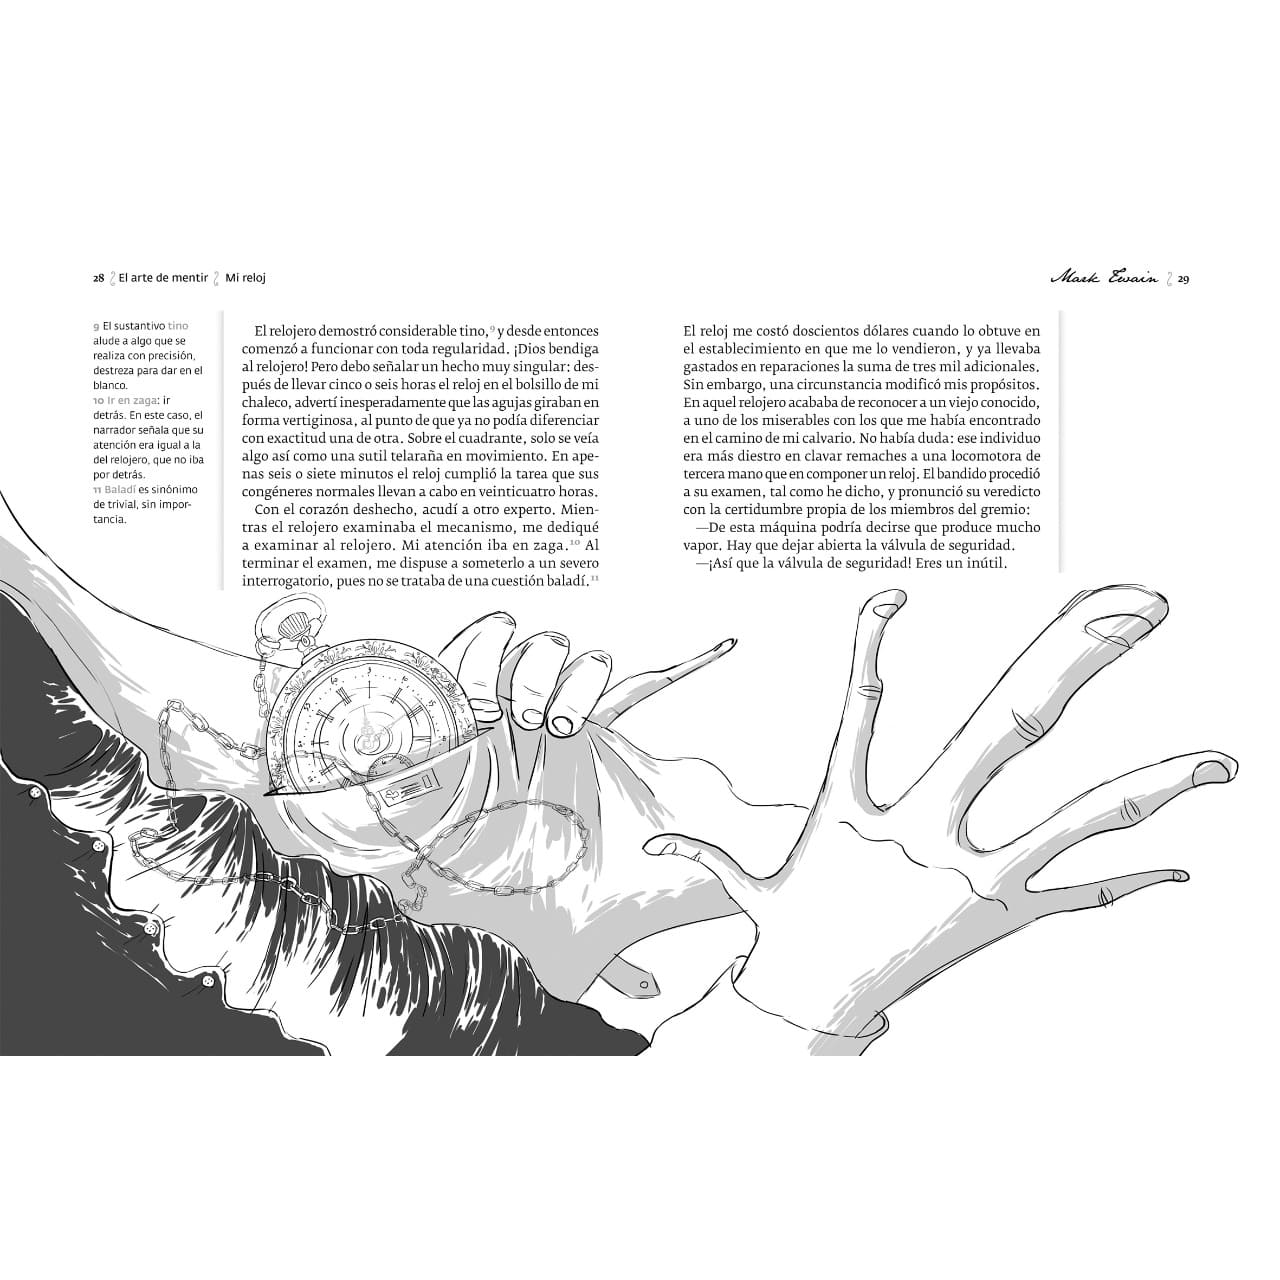 28 El arte de mentir Mi reloj
9 El sustantivo tino
alude a algo que se
realiza con precisión,
destreza para dar en el
blanco.
10 Ir en zaga: ir
detrás. En este caso, el
narrador señala que su
atención era igual a la
del relojero, que no iba
por detrás.
11 Baladí es sinónimo
de trivial, sin impor-
tancia.
El relojero demostró considerable tino,9 y desde entonces
comenzó a funcionar con toda regularidad. ¡Dios bendiga
al relojero! Pero debo señalar un hecho muy singular: des-
pués de llevar cinco o seis horas el reloj en el bolsillo de mi
chaleco, advertí inesperadamente que las agujas giraban en
forma vertiginosa, al punto de que ya no podía diferenciar
con exactitud una de otra. Sobre el cuadrante, solo se veía
algo así como una sutil telaraña en movimiento. En ape-
nas seis o siete minutos el reloj cumplió la tarea que sus
congéneres normales llevan a cabo en veinticuatro horas.
Con el corazón deshecho, acudí a otro experto. Mien-
tras el relojero examinaba el mecanismo, me dediqué
a examinar al relojero. Mi atención iba en zaga.10 Al
terminar el examen, me dispuse a someterlo a un severo
interrogatorio, pues no se trataba de una cuestión baladí.11
Mark Twain 29
El reloj me costó doscientos dólares cuando lo obtuve en
el establecimiento en que me lo vendieron, y ya llevaba
gastados en reparaciones la suma de tres mil adicionales.
Sin embargo, una circunstancia modificó mis propósitos.
En aquel relojero acababa de reconocer a un viejo conocido,
a uno de los miserables con los que me había encontrado
en el camino de mi calvario. No había duda: ese individuo
era más diestro en clavar remaches a una locomotora de
tercera mano que en componer un reloj. El bandido procedió
a su examen, tal como he dicho, y pronunció su veredicto
con la certidumbre propia de los miembros del gremio:
—De esta máquina podría decirse que produce mucho
vapor. Hay que dejar abierta la válvula de seguridad.
—¡Así que la válvula de seguridad! Eres un inútil.